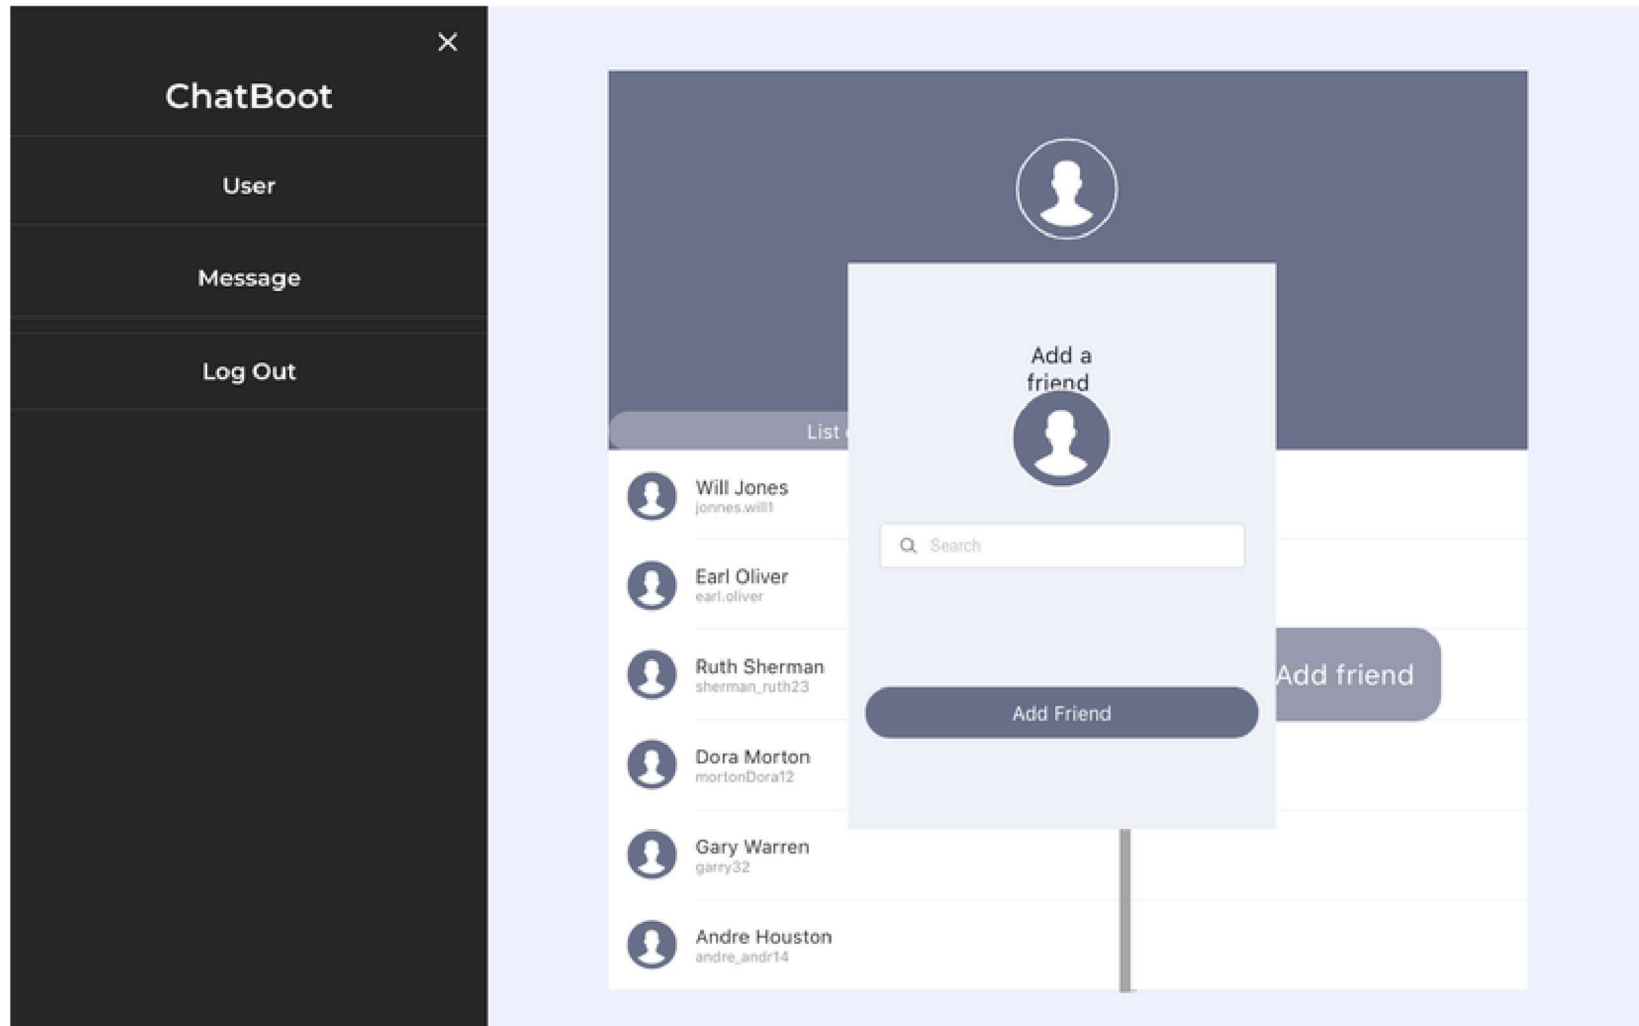 ChatBoot
User
Message
Log Out
Add a
friend
List
Search
Add Friend
Add friend
Will Jones
jonnes.will1
Earl Oliver
earl.oliver
Ruth Sherman
sherman_ruth23
Dora Morton
mortonDora12
Gary Warren
garry32
Andre Houston
andre_andr14